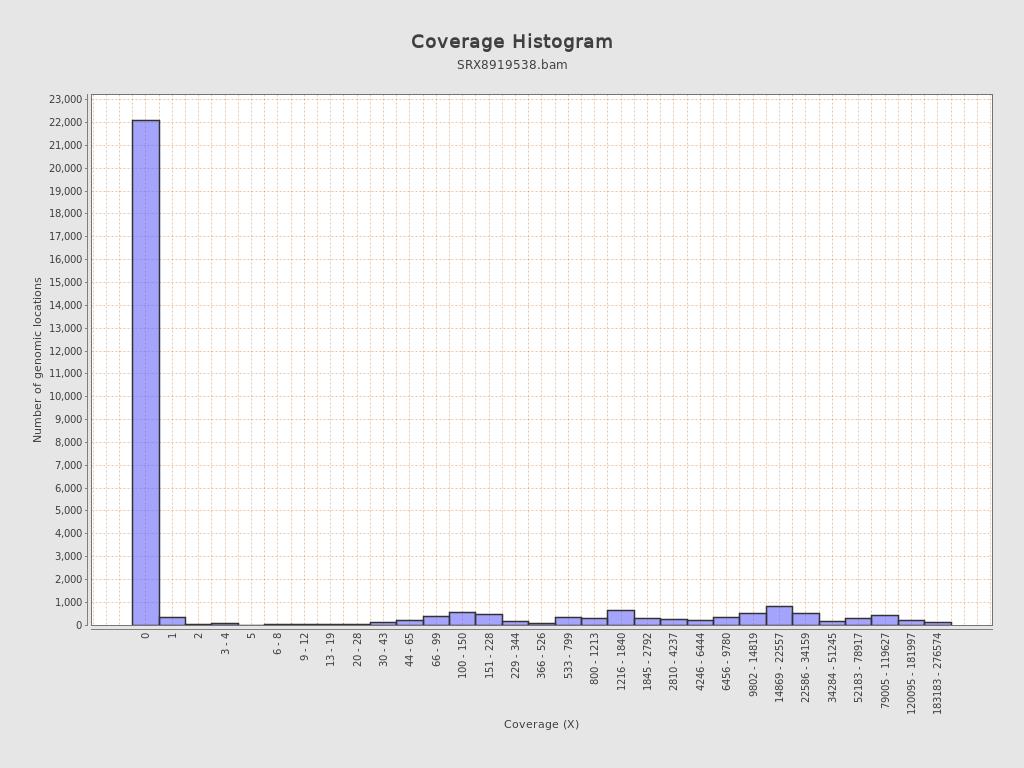 Coverage Histogram
SRX8919538.bam
23,000
22,000
21,000
20,000
19,000
18,000
17,000
16,000
15,000
14,000
13,000
12,000
11,000
10,000
9,000
8,000
7,000
6,000
5,000
4,000
3,000
2,000
1,000
0
Number of genomic locations
0
1
2
3 - 4
5
6 - 8
9 - 12
13 - 19
20 - 28
30 - 43
44 - 65
66 - 99
100 - 150
151 - 228
229 - 344
366 - 526
533 - 799
800 - 1213
1216 - 1840
1845 - 2792
2810 - 4237
4246 - 6444
6456 - 9780
9802 - 14819
14869 - 22557
22586 - 34159
34284 - 51245
52183 - 78917
79005 - 119627
120095 - 181997
183183 - 276574
Coverage (X)